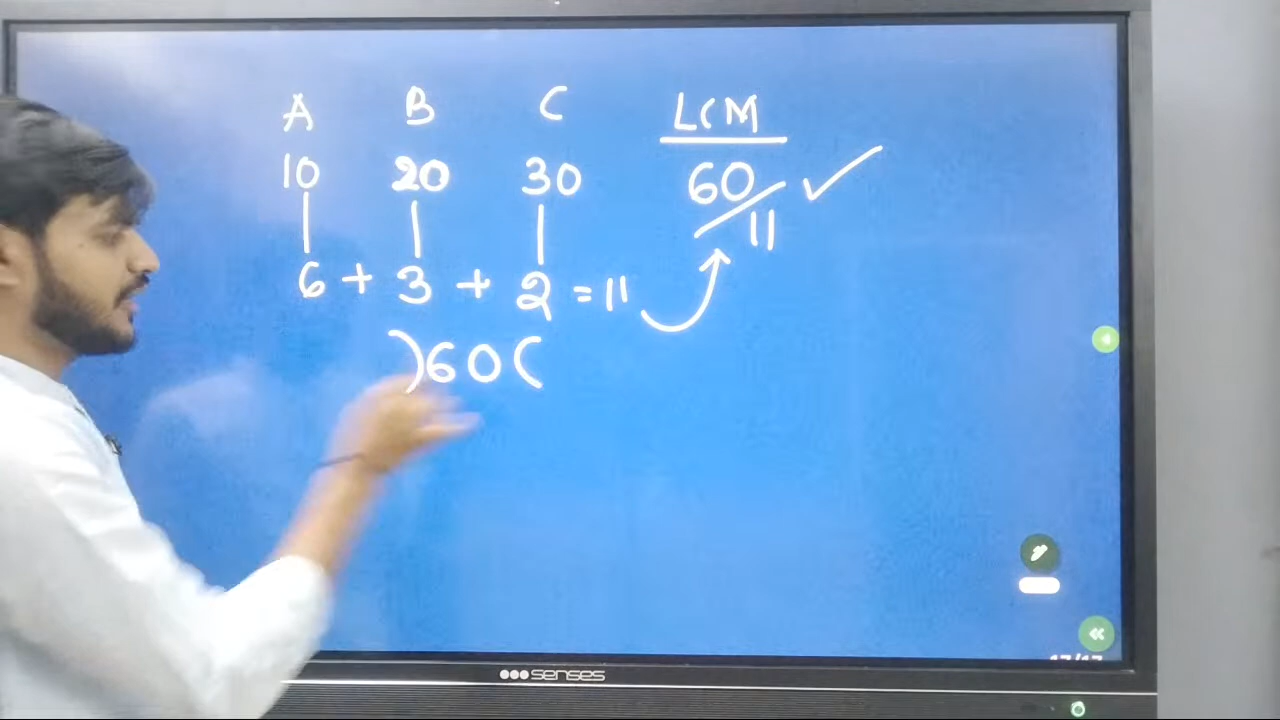 A B C LCM
10 20 30 60/11 ✓
6 + 3 + 2 = 11
)60(
senses